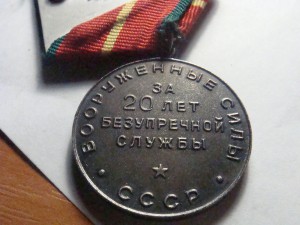 ВООРУЖЕННЫЕ СИЛЫ
ЗА
20 ЛЕТ
БЕЗУПРЕЧНОЙ
СЛУЖБЫ
СССР